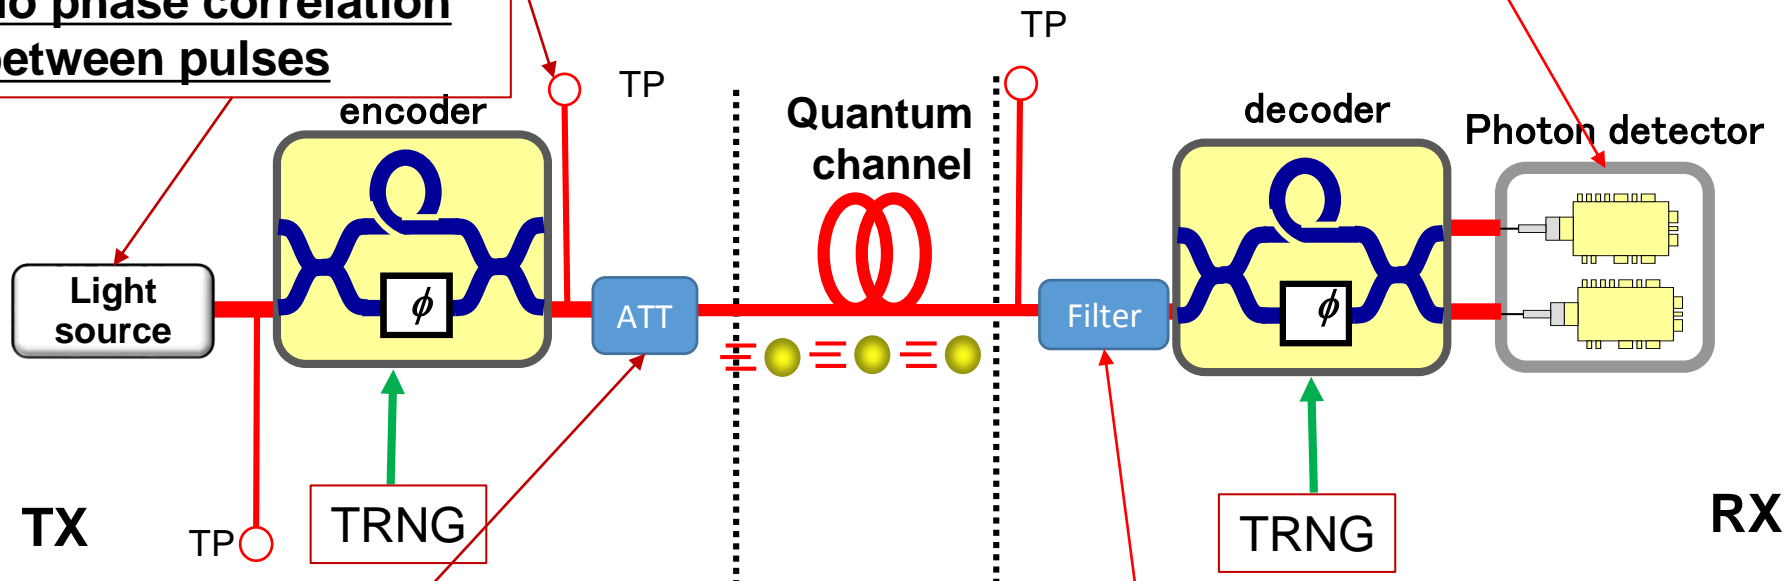 phase correlation
between pulses
TP
TP
encoder
Quantum
channel
decoder
Photon detector
Light
source
ϕ
ATT
Filter
ϕ
TX
TP
TRNG
TRNG
RX